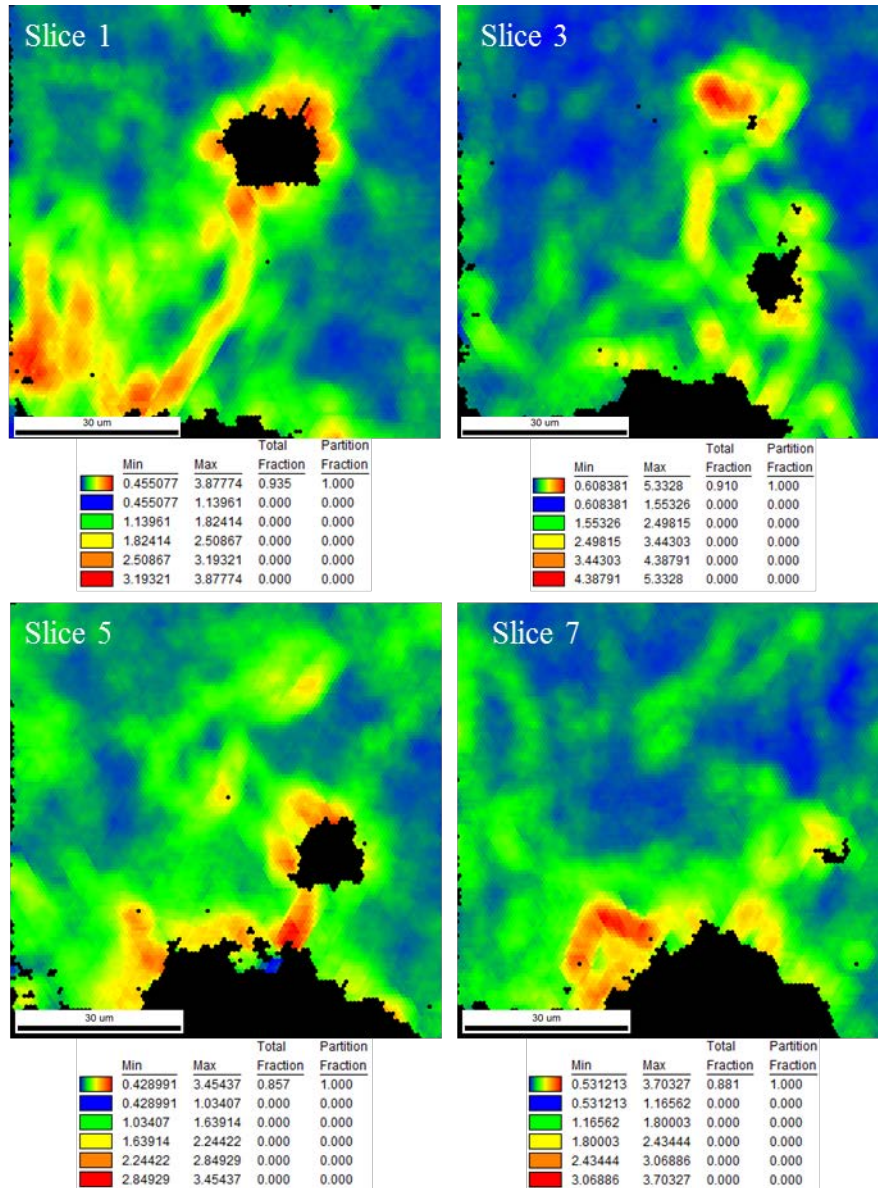 Slice 1
30 um
Total Partition
Min Max Fraction Fraction
0.455077 3.87774 0.935 1.000
0.455077 1.13961 0.000 0.000
1.13961 1.82414 0.000 0.000
1.82414 2.50867 0.000 0.000
2.50867 3.19321 0.000 0.000
3.19321 3.87774 0.000 0.000
Slice 3
30 um
Total Partition
Min Max Fraction Fraction
0.608381 5.3328 0.910 1.000
0.608381 1.55326 0.000 0.000
1.55326 2.49815 0.000 0.000
2.49815 3.44303 0.000 0.000
3.44303 4.38791 0.000 0.000
4.38791 5.3328 0.000 0.000
Slice 5
30 um
Total Partition
Min Max Fraction Fraction
0.428991 3.45437 0.857 1.000
0.428991 1.03407 0.000 0.000
1.03407 1.63914 0.000 0.000
1.63914 2.24422 0.000 0.000
2.24422 2.84929 0.000 0.000
2.84929 3.45437 0.000 0.000
Slice 7
30 um
Total Partition
Min Max Fraction Fraction
0.531213 3.70327 0.881 1.000
0.531213 1.16562 0.000 0.000
1.16562 1.80003 0.000 0.000
1.80003 2.43444 0.000 0.000
2.43444 3.06886 0.000 0.000
3.06886 3.70327 0.000 0.000